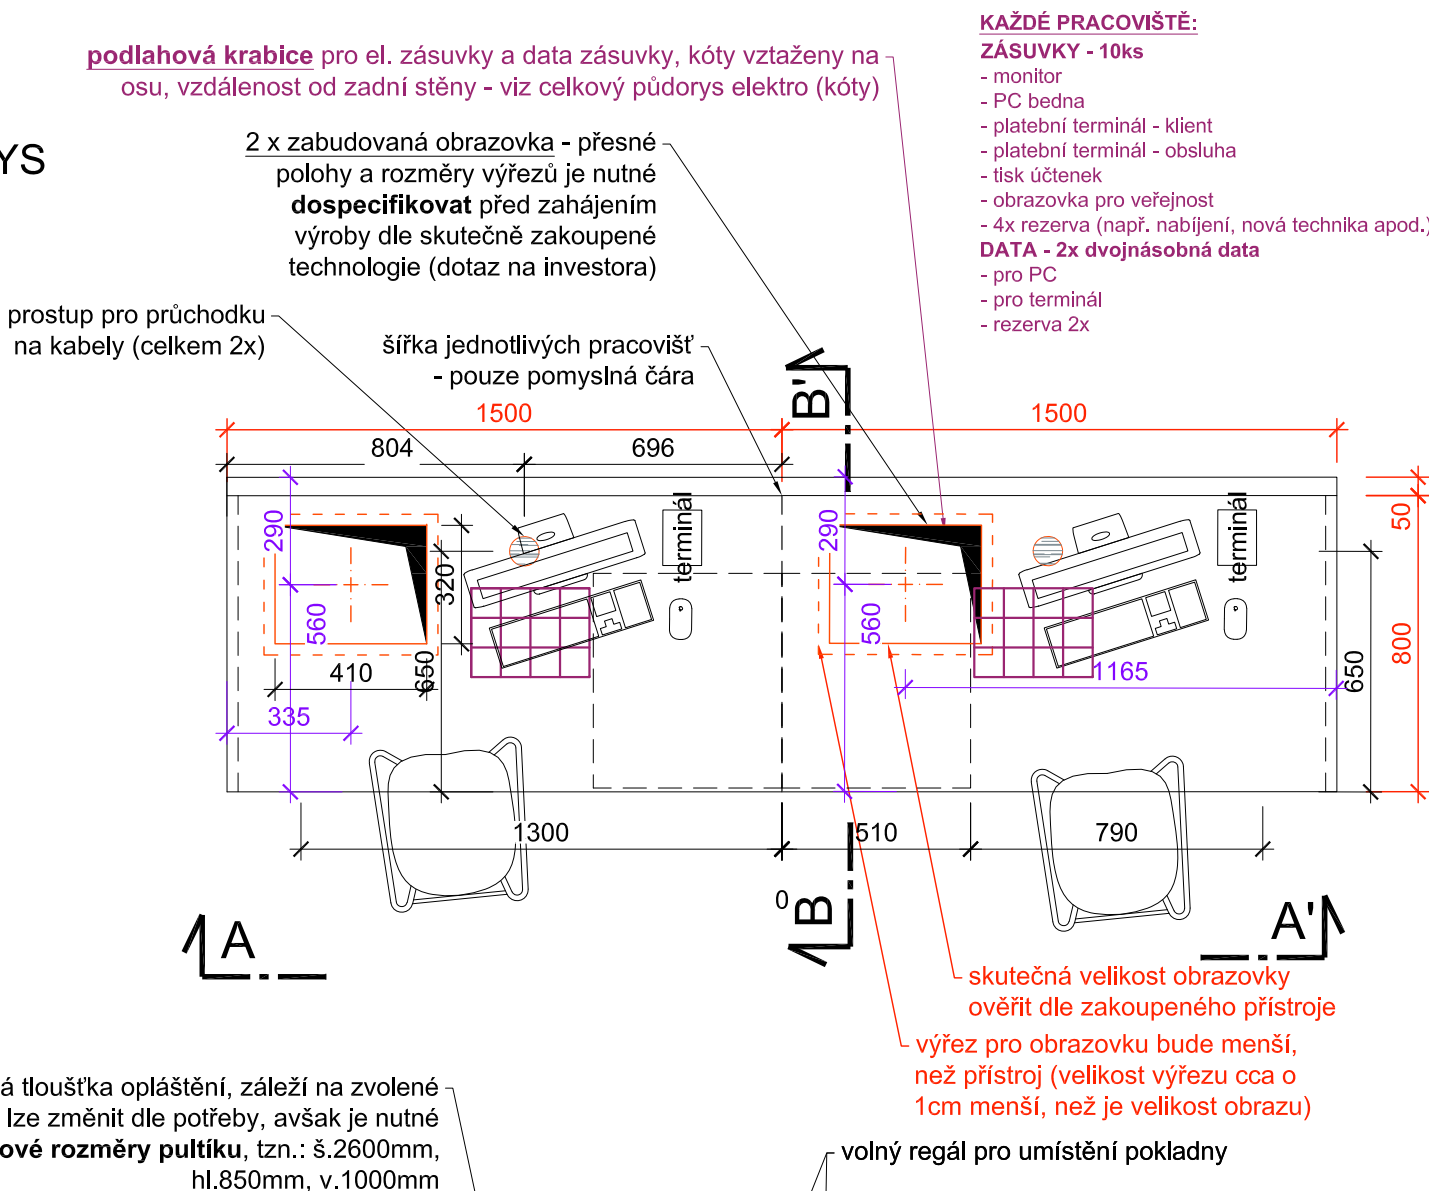 KAŽDÉ PRACOVIŠTĚ:
ZÁSUVKY - 10ks
- monitor
- PC bedna
- platební terminál - klient
- platební terminál - obsluha
- tisk účtenek
- obrazovka pro veřejnost
- 4x rezerva (např. nabíjení, nová technika apod.)
DATA - 2x dvojnásobná data
- pro PC
- pro terminál
- rezerva 2x
podlahová krabice pro el. zásuvky a data zásuvky, kóty vztaženy na
osu, vzdálenost od zadní stěny - viz celkový půdorys elektro (kóty)
YS
2 x zabudovaná obrazovka - přesné
polohy a rozměry výřezů je nutné
dospecifikovat před zahájením
výroby dle skutečně zakoupené
technologie (dotaz na investora)
prostup pro průchodku
na kabely (celkem 2x)
šířka jednotlivých pracovišť
- pouze pomyslná čára
B'
1500
1500
804
696
290
320
terminál
290
terminál
50
560
560
800
410
650
1165
650
335
1300
510
790
0
B
A
A'
skutečná velikost obrazovky
ověřit dle zakoupeného přístroje
výřez pro obrazovku bude menší,
než přístroj (velikost výřezu cca o
1cm menší, než je velikost obrazu)
á tloušťka opláštění, záleží na zvolené
lze změnit dle potřeby, avšak je nutné
ové rozměry pultíku, tzn.: š.2600mm,
hl.850mm, v.1000mm
volný regál pro umístění pokladny